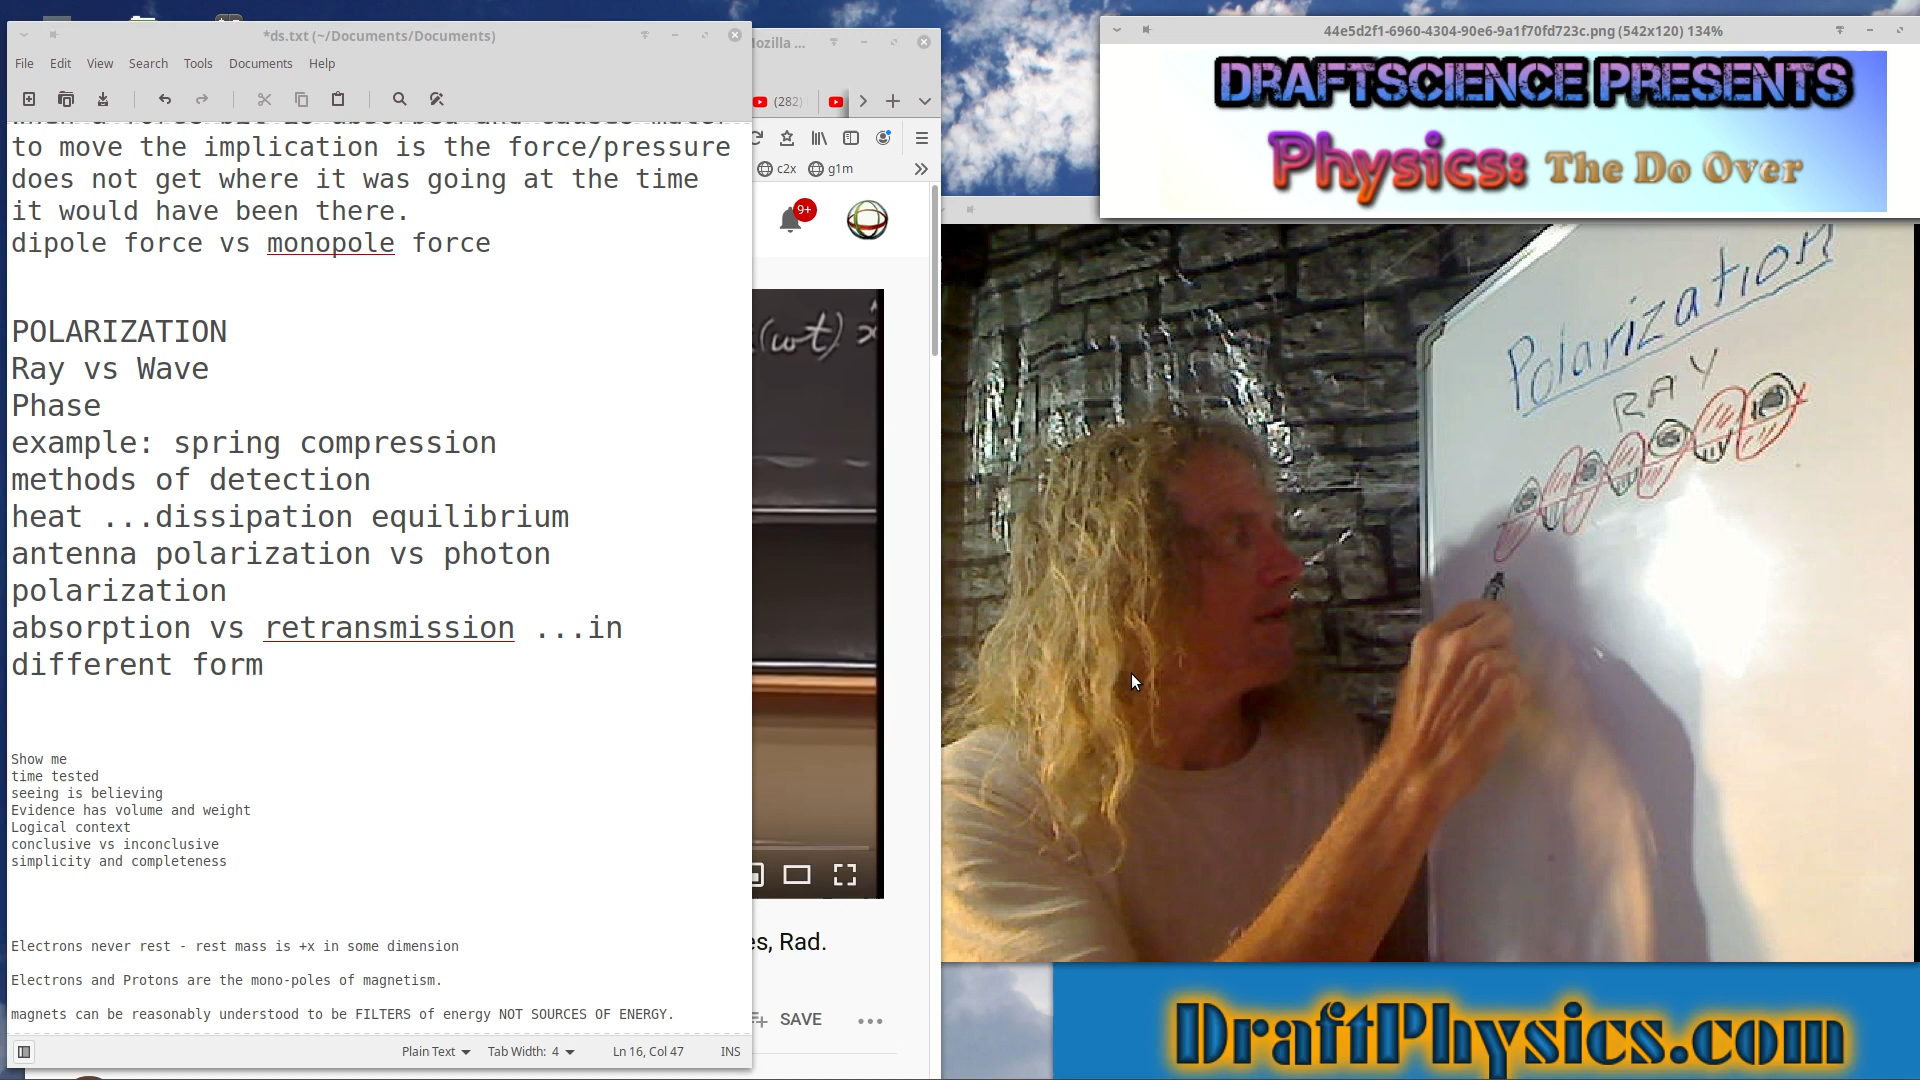 *ds.txt (~/Documents/Documents)
File Edit View Search Tools Documents Help
to move the implication is the force/pressure
does not get where it was going at the time
it would have been there.
dipole force vs monopole force
POLARIZATION
Ray vs Wave
Phase
example: spring compression
methods of detection
heat ...dissipation equilibrium
antenna polarization vs photon
polarization
absorption vs retransmission ...in
different form
Show me
time tested
seeing is believing
Evidence has volume and weight
Logical context
conclusive vs inconclusive
simplicity and completeness
Electrons never rest - rest mass is +x in some dimension
Electrons and Protons are the mono-poles of magnetism.
magnets can be reasonably understood to be FILTERS of energy NOT SOURCES OF ENERGY.
Plain Text Tab Width: 4 Ln 16, Col 47 INS
ozilla ...
(282)
c2x g1m
9+
(ωt) x̂
es, Rad.
SAVE
44e5d2f1-6960-4304-90e6-9a1f70fd723c.png (542x120) 134%
DRAFTSCIENCE PRESENTS
Physics: The Do Over
Polarization
RAY
DraftPhysics.com